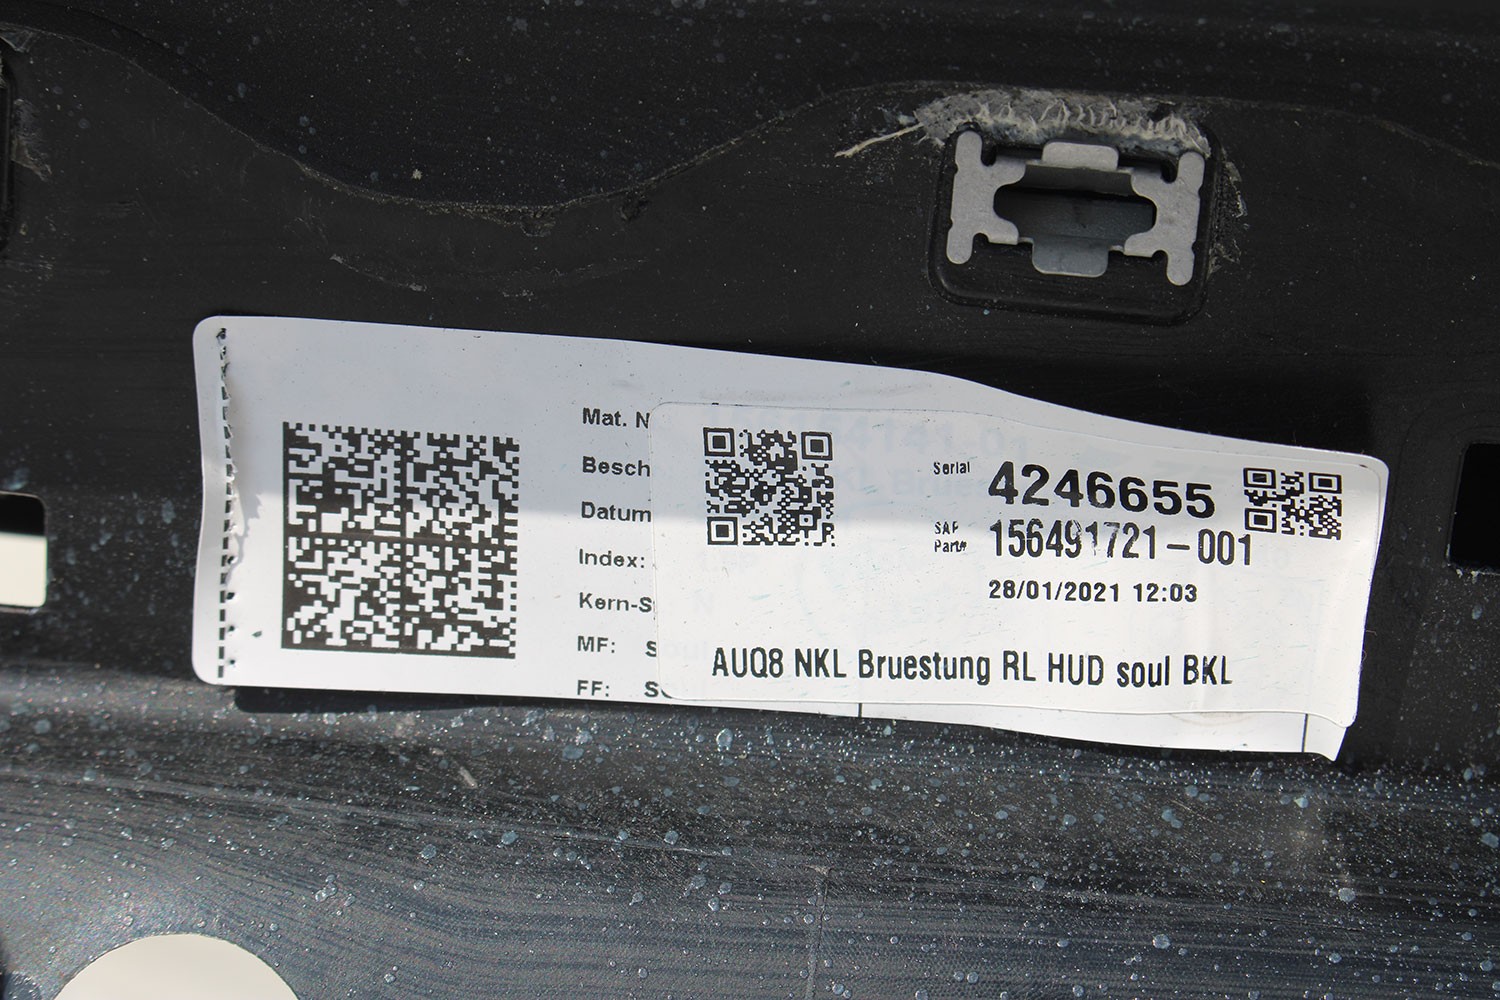 Mat. N
Besch
Datum
Index:
Kern-S
MF: S
FF: S
Serial 4246655
SAP
Part# 156491721-001
28/01/2021 12:03
AUQ8 NKL Bruestung RL HUD soul BKL